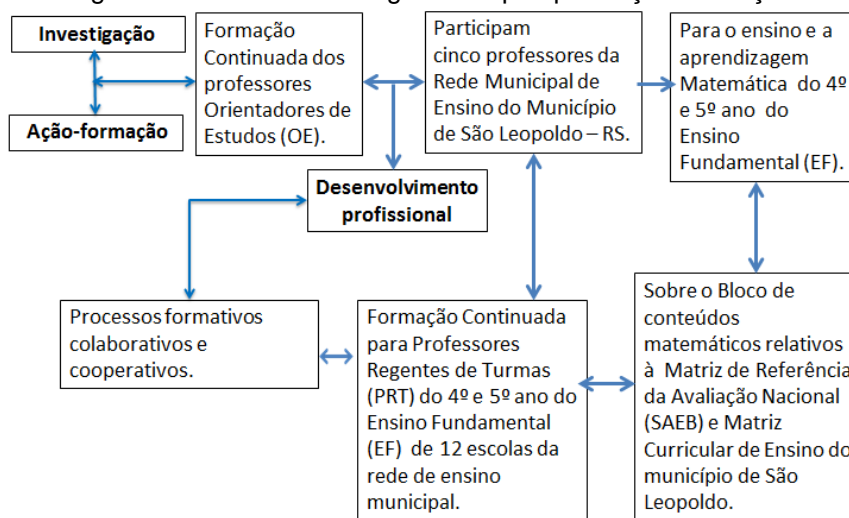 Investigação
Ação-formação
Formação
Continuada dos
professores
Orientadores de
Estudos (OE).
Participam
cinco professores da
Rede Municipal de
Ensino do Município
de São Leopoldo – RS.
Para o ensino e a
aprendizagem
Matemática do 4º
e 5º ano do
Ensino
Fundamental (EF).
Desenvolvimento
profissional
Processos formativos
colaborativos e
cooperativos.
Formação Continuada
para Professores
Regentes de Turmas
(PRT) do 4º e 5º ano do
Ensino Fundamental
(EF) de 12 escolas da
rede de ensino
municipal.
Sobre o Bloco de
conteúdos
matemáticos relativos
à Matriz de Referência
da Avaliação Nacional
(SAEB) e Matriz
Curricular de Ensino do
município de São
Leopoldo.